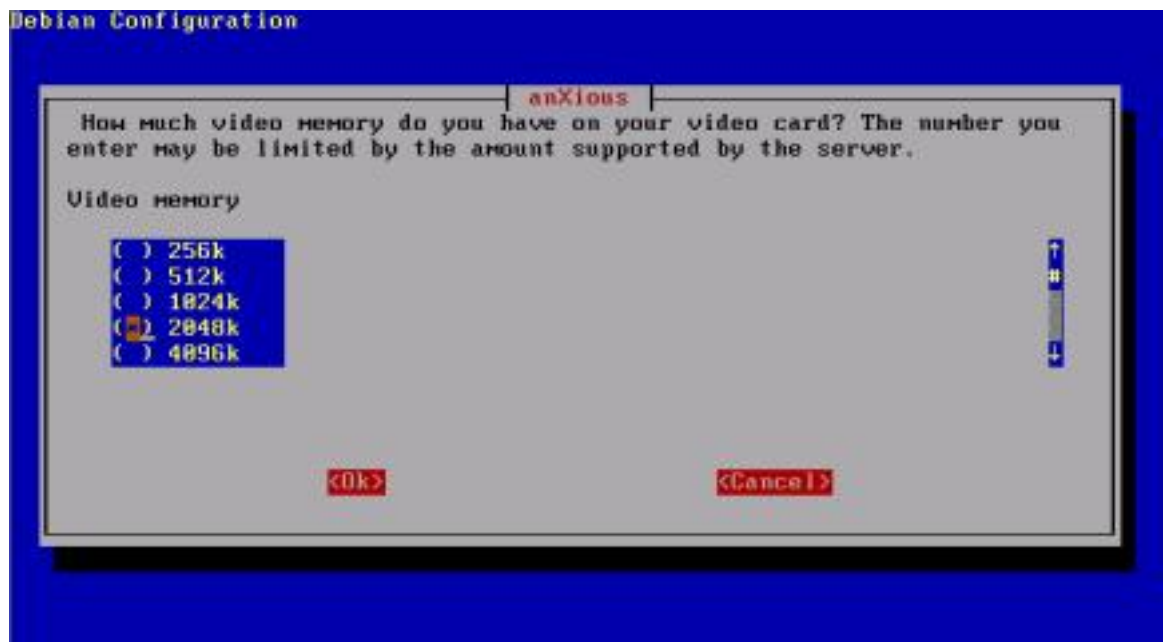 Debian Configuration
anXious
How much video memory do you have on your video card? The number you
enter may be limited by the amount supported by the server.
Video memory
( ) 256k
( ) 512k
( ) 1024k
(*) 2048k
( ) 4096k
<Ok> <Cancel>